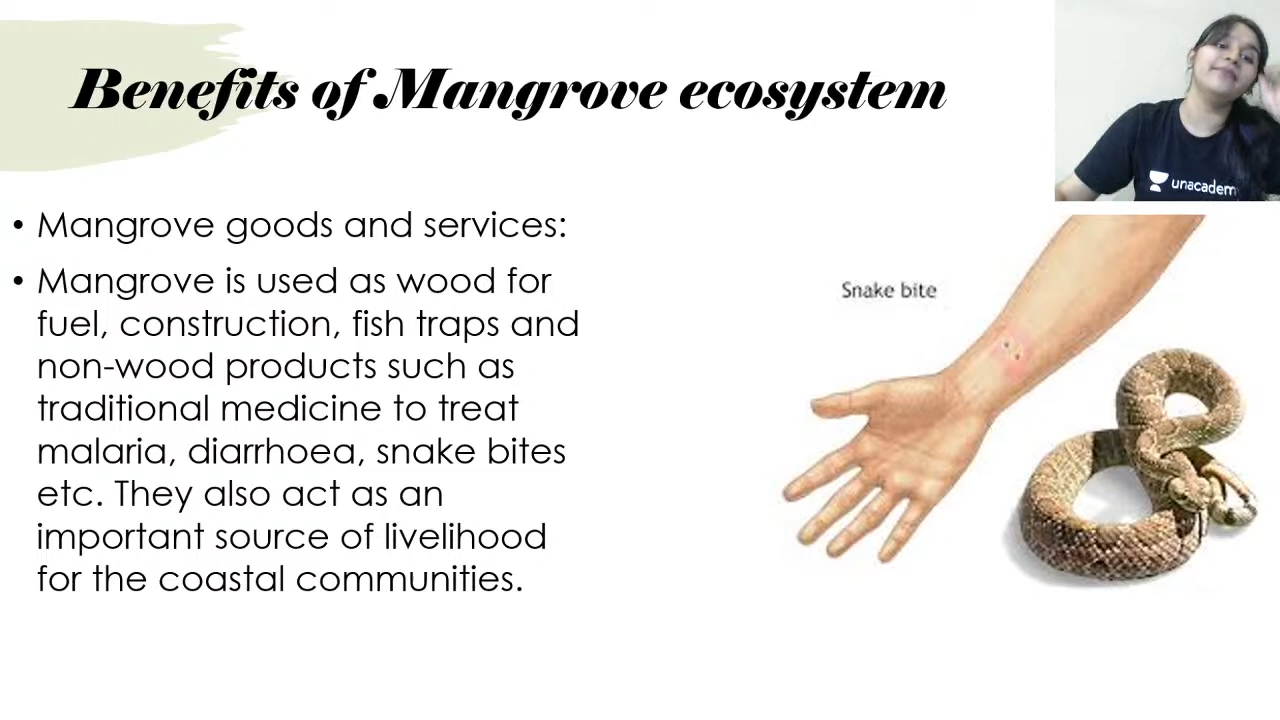 Benefits of Mangrove ecosystem
unacadem
• Mangrove goods and services:
• Mangrove is used as wood for
fuel, construction, fish traps and
non-wood products such as
traditional medicine to treat
malaria, diarrhoea, snake bites
etc. They also act as an
important source of livelihood
for the coastal communities.
Snake bite